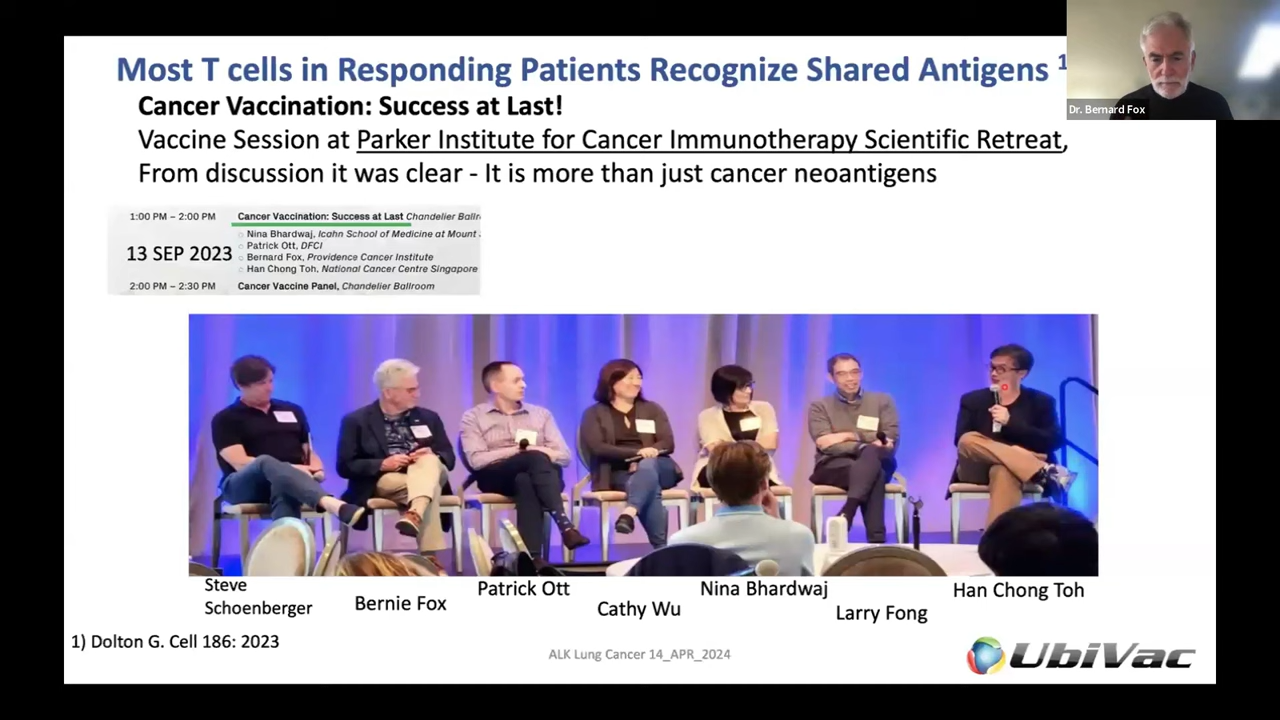 Most T cells in Responding Patients Recognize Shared Antigens 1
Cancer Vaccination: Success at Last!
Vaccine Session at Parker Institute for Cancer Immunotherapy Scientific Retreat,
From discussion it was clear - It is more than just cancer neoantigens
Dr. Bernard Fox
1:00 PM – 2:00 PM Cancer Vaccination: Success at Last Chandelier
Nina Bhardwaj, Icahn School of Medicine at Mount
13 SEP 2023
Patrick Ott, DFCI
Bernard Fox, Providence Cancer Institute
Han Chong Toh, National Cancer Centre Singapore
2:00 PM – 2:30 PM Cancer Vaccine Panel, Chandelier Ballroom
Steve
Schoenberger
Bernie Fox
Patrick Ott
Cathy Wu
Nina Bhardwaj
Larry Fong
Han Chong Toh
1) Dolton G. Cell 186: 2023
ALK Lung Cancer 14_APR_2024
UbiVac